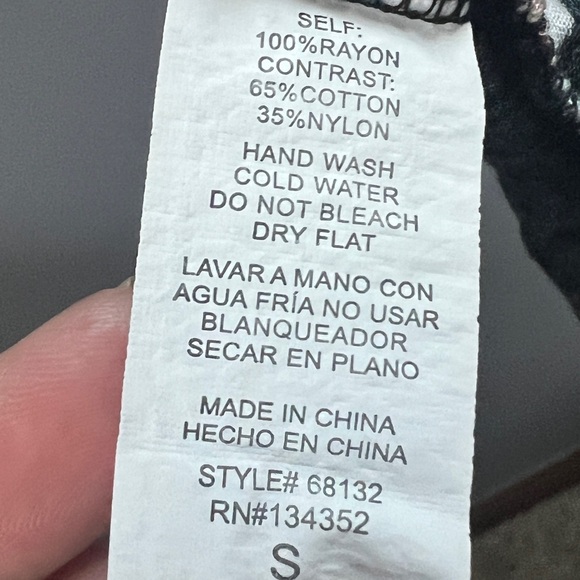 SELF:
100%RAYON
CONTRAST:
65%COTTON
35%NYLON
HAND WASH
COLD WATER
DO NOT BLEACH
DRY FLAT
LAVAR A MANO CON
AGUA FRÍA NO USAR
BLANQUEADOR
SECAR EN PLANO
MADE IN CHINA
HECHO EN CHINA
STYLE# 68132
RN#134352
S